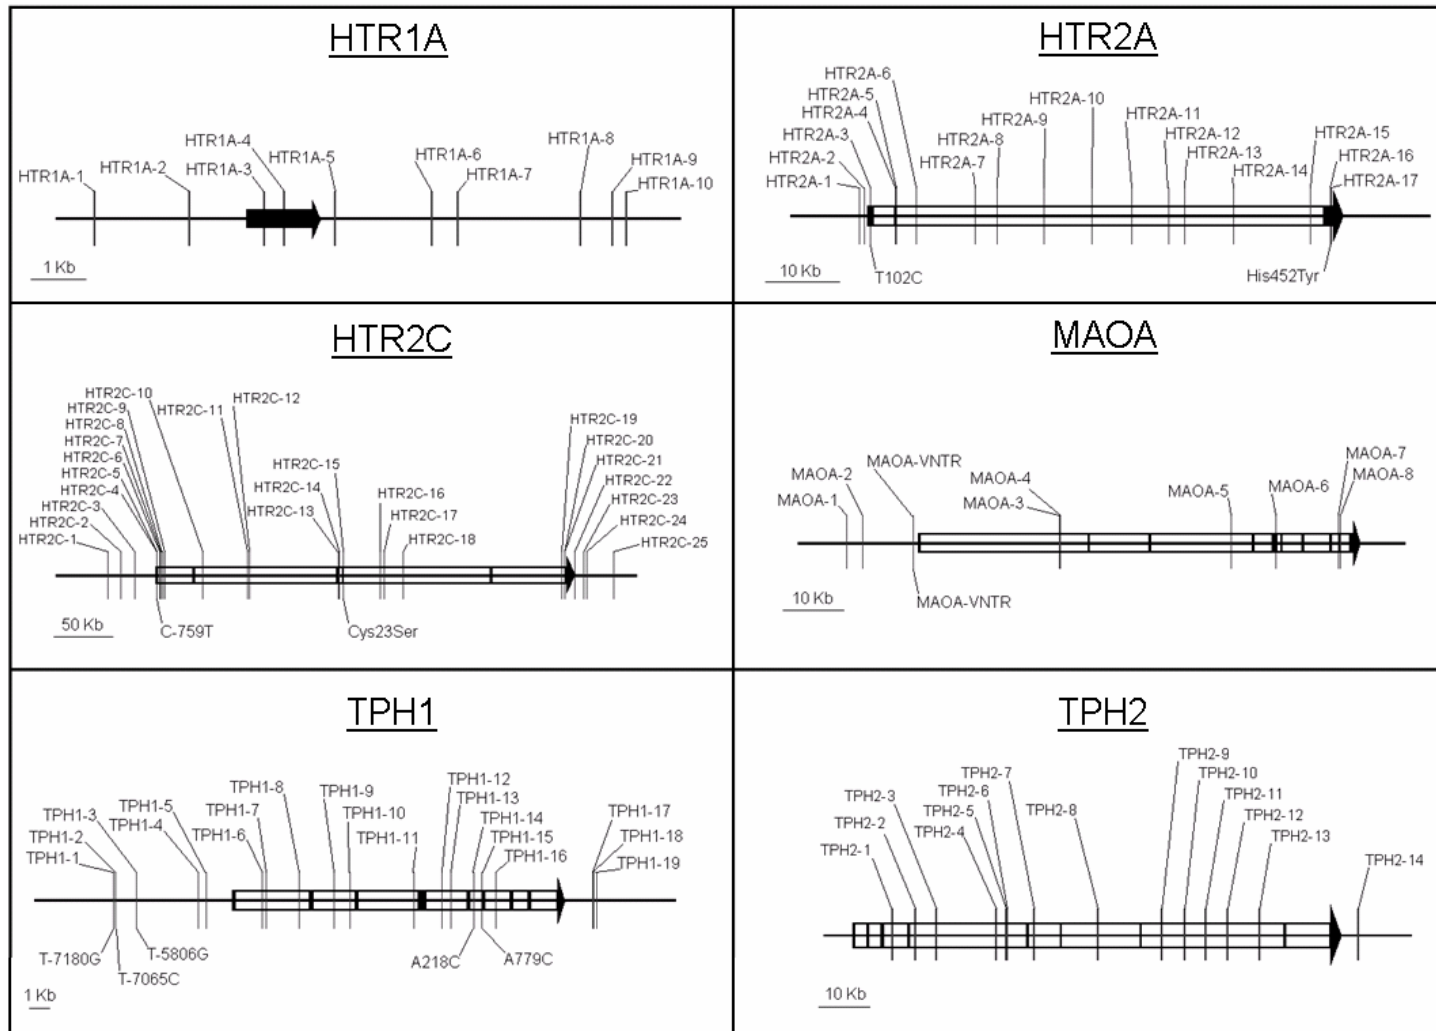 HTR1A
HTR1A-1
HTR1A-2
HTR1A-3
HTR1A-4
HTR1A-5
HTR1A-6
HTR1A-7
HTR1A-8
HTR1A-9
HTR1A-10
1 Kb
HTR2A
HTR2A-1
HTR2A-2
HTR2A-3
HTR2A-4
HTR2A-5
HTR2A-6
HTR2A-7
HTR2A-8
HTR2A-9
HTR2A-10
HTR2A-11
HTR2A-12
HTR2A-13
HTR2A-14
HTR2A-15
HTR2A-16
HTR2A-17
T102C
His452Tyr
10 Kb
HTR2C
HTR2C-1
HTR2C-2
HTR2C-3
HTR2C-4
HTR2C-5
HTR2C-6
HTR2C-7
HTR2C-8
HTR2C-9
HTR2C-10
HTR2C-11
HTR2C-12
HTR2C-13
HTR2C-14
HTR2C-15
HTR2C-16
HTR2C-17
HTR2C-18
HTR2C-19
HTR2C-20
HTR2C-21
HTR2C-22
HTR2C-23
HTR2C-24
HTR2C-25
C-759T
Cys23Ser
50 Kb
MAOA
MAOA-1
MAOA-2
MAOA-VNTR
MAOA-3
MAOA-4
MAOA-5
MAOA-6
MAOA-7
MAOA-8
MAOA-VNTR
10 Kb
TPH1
TPH1-1
TPH1-2
TPH1-3
TPH1-4
TPH1-5
TPH1-6
TPH1-7
TPH1-8
TPH1-9
TPH1-10
TPH1-11
TPH1-12
TPH1-13
TPH1-14
TPH1-15
TPH1-16
TPH1-17
TPH1-18
TPH1-19
T-7180G
T-7065C
T-5806G
A218C
A779C
1 Kb
TPH2
TPH2-1
TPH2-2
TPH2-3
TPH2-4
TPH2-5
TPH2-6
TPH2-7
TPH2-8
TPH2-9
TPH2-10
TPH2-11
TPH2-12
TPH2-13
TPH2-14
10 Kb